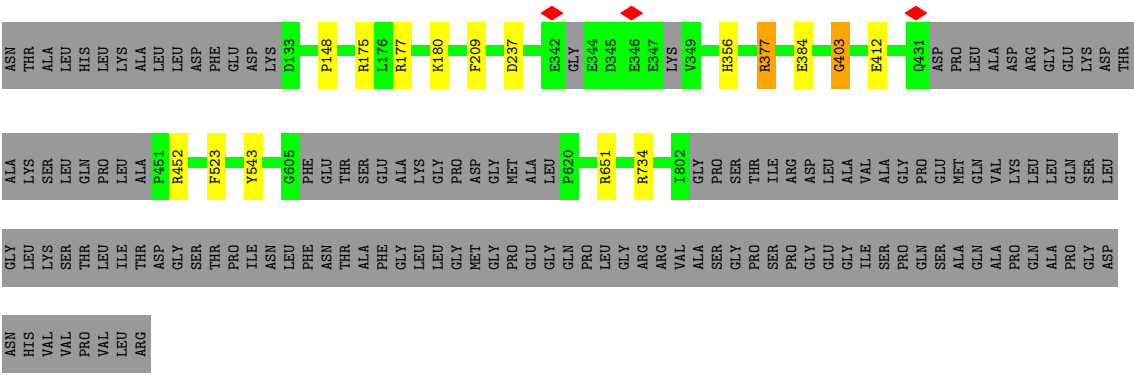 ASN THR ALA LEU HIS LEU LYS ALA LEU LEU ASP PHE GLU ASP LYS D133 P148 R175 L176 R177 K180 F209 D237 E342 GLY E344 D345 E346 E347 LYS V349 H356 R377 E384 G403 E412 Q431 ASP PRO LEU ALA ASP ARG GLY GLU LYS ASP THR
ALA LYS SER LEU GLN PRO LEU ALA P451 R452 F523 Y543 G605 PHE GLU THR SER GLU ALA LYS GLY PRO ASP GLY MET ALA LEU P620 R651 R734 I802 GLY PRO SER THR ILE ARG ASP LEU ALA VAL ALA GLY PRO GLU MET GLN VAL LYS LEU LEU GLN SER LEU
GLY LEU LYS SER THR LEU ILE THR ASP GLY SER THR PRO ILE ASN LEU PHE ASN THR ALA PHE GLY LEU LEU GLY MET GLY PRO GLU GLY GLN PRO LEU GLY ARG ARG VAL ALA SER GLY PRO SER PRO GLY GLU GLY ILE SER PRO GLN SER ALA GLN ALA PRO GLN ALA PRO GLY ASP
ASN HIS VAL VAL PRO VAL LEU ARG